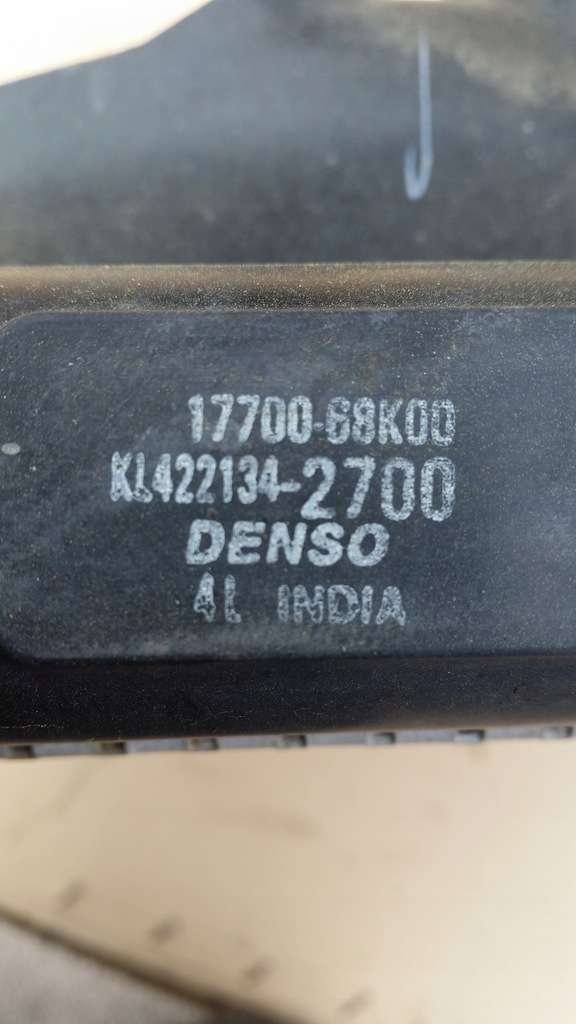 17700-68K00
KL422134-2700
DENSO
4L INDIA